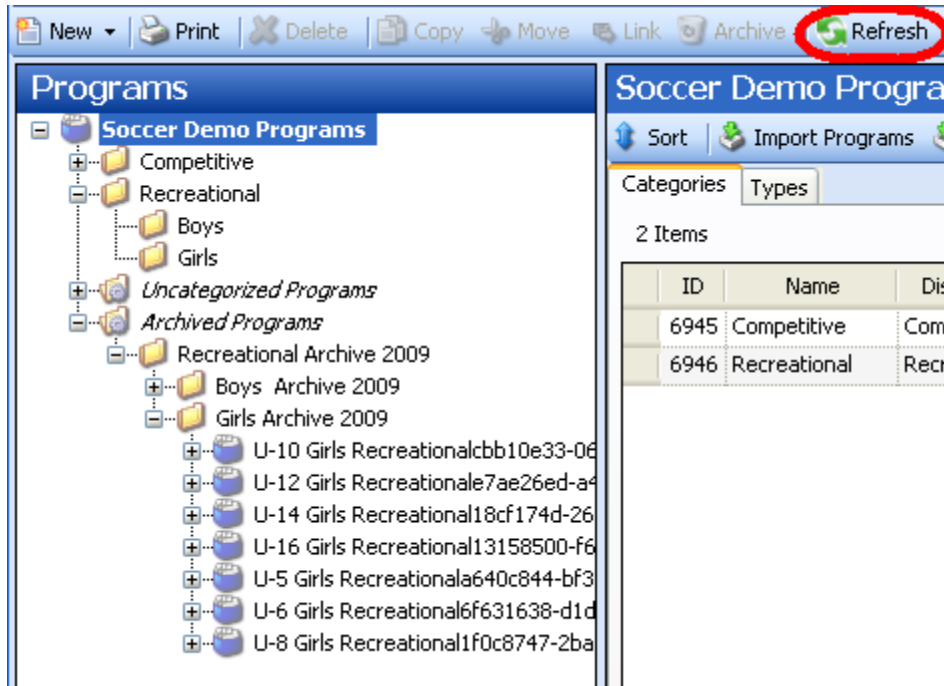 New Print Delete Copy Move Link Archive Refresh
Programs
Soccer Demo Programs
Competitive
Recreational
Boys
Girls
Uncategorized Programs
Archived Programs
Recreational Archive 2009
Boys Archive 2009
Girls Archive 2009
U-10 Girls Recreationalcbb10e33-06
U-12 Girls Recreationale7ae26ed-a4
U-14 Girls Recreational18cf174d-26
U-16 Girls Recreational13158500-f6
U-5 Girls Recreationala640c844-bf3
U-6 Girls Recreational6f631638-d1d
U-8 Girls Recreational1f0c8747-2ba
Soccer Demo Progra
Sort Import Programs
Categories Types
2 Items
ID Name Dis
6945 Competitive Com
6946 Recreational Recr